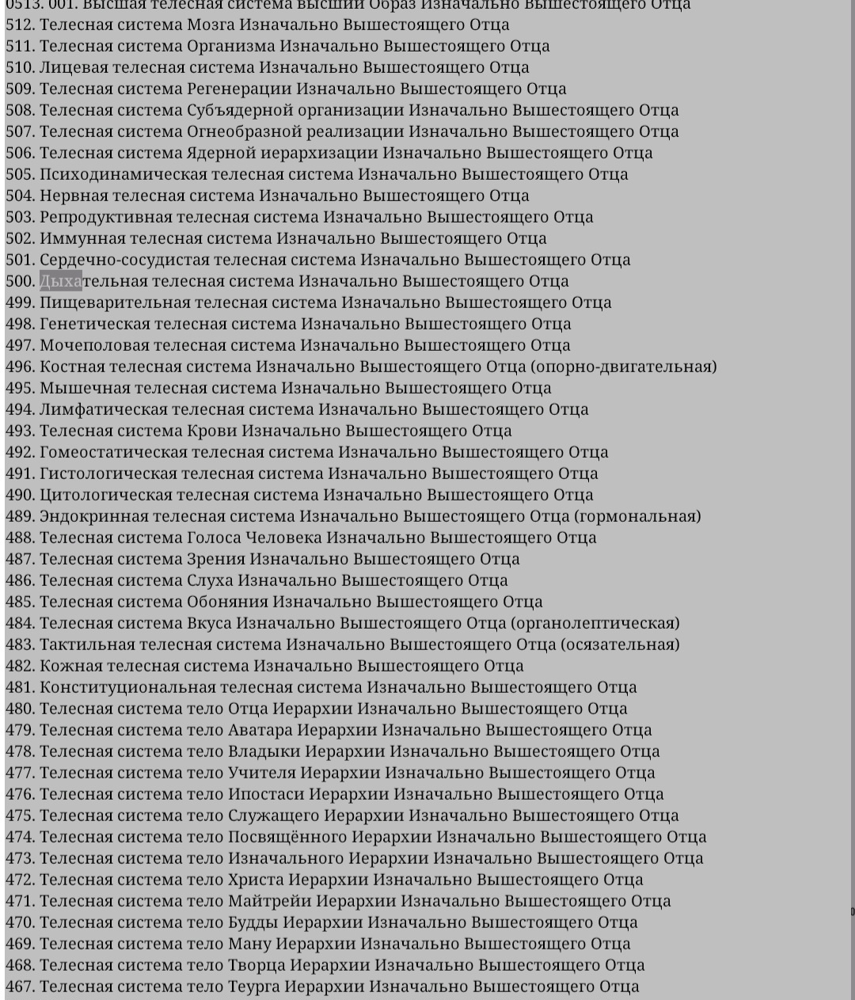 0513. 001. Высшая телесная система высший Образ Изначально Вышестоящего Отца
512. Телесная система Мозга Изначально Вышестоящего Отца
511. Телесная система Организма Изначально Вышестоящего Отца
510. Лицевая телесная система Изначально Вышестоящего Отца
509. Телесная система Регенерации Изначально Вышестоящего Отца
508. Телесная система Субъядерной организации Изначально Вышестоящего Отца
507. Телесная система Огнеобразной реализации Изначально Вышестоящего Отца
506. Телесная система Ядерной иерархизации Изначально Вышестоящего Отца
505. Психодинамическая телесная система Изначально Вышестоящего Отца
504. Нервная телесная система Изначально Вышестоящего Отца
503. Репродуктивная телесная система Изначально Вышестоящего Отца
502. Иммунная телесная система Изначально Вышестоящего Отца
501. Сердечно-сосудистая телесная система Изначально Вышестоящего Отца
500. Дыхательная телесная система Изначально Вышестоящего Отца
499. Пищеварительная телесная система Изначально Вышестоящего Отца
498. Генетическая телесная система Изначально Вышестоящего Отца
497. Мочеполовая телесная система Изначально Вышестоящего Отца
496. Костная телесная система Изначально Вышестоящего Отца (опорно-двигательная)
495. Мышечная телесная система Изначально Вышестоящего Отца
494. Лимфатическая телесная система Изначально Вышестоящего Отца
493. Телесная система Крови Изначально Вышестоящего Отца
492. Гомеостатическая телесная система Изначально Вышестоящего Отца
491. Гистологическая телесная система Изначально Вышестоящего Отца
490. Цитологическая телесная система Изначально Вышестоящего Отца
489. Эндокринная телесная система Изначально Вышестоящего Отца (гормональная)
488. Телесная система Голоса Человека Изначально Вышестоящего Отца
487. Телесная система Зрения Изначально Вышестоящего Отца
486. Телесная система Слуха Изначально Вышестоящего Отца
485. Телесная система Обоняния Изначально Вышестоящего Отца
484. Телесная система Вкуса Изначально Вышестоящего Отца (органолептическая)
483. Тактильная телесная система Изначально Вышестоящего Отца (осязательная)
482. Кожная телесная система Изначально Вышестоящего Отца
481. Конституциональная телесная система Изначально Вышестоящего Отца
480. Телесная система тело Отца Иерархии Изначально Вышестоящего Отца
479. Телесная система тело Аватара Иерархии Изначально Вышестоящего Отца
478. Телесная система тело Владыки Иерархии Изначально Вышестоящего Отца
477. Телесная система тело Учителя Иерархии Изначально Вышестоящего Отца
476. Телесная система тело Ипостаси Иерархии Изначально Вышестоящего Отца
475. Телесная система тело Служащего Иерархии Изначально Вышестоящего Отца
474. Телесная система тело Посвящённого Иерархии Изначально Вышестоящего Отца
473. Телесная система тело Изначального Иерархии Изначально Вышестоящего Отца
472. Телесная система тело Христа Иерархии Изначально Вышестоящего Отца
471. Телесная система тело Майтрейи Иерархии Изначально Вышестоящего Отца
470. Телесная система тело Будды Иерархии Изначально Вышестоящего Отца
469. Телесная система тело Ману Иерархии Изначально Вышестоящего Отца
468. Телесная система тело Творца Иерархии Изначально Вышестоящего Отца
467. Телесная система тело Теурга Иерархии Изначально Вышестоящего Отца